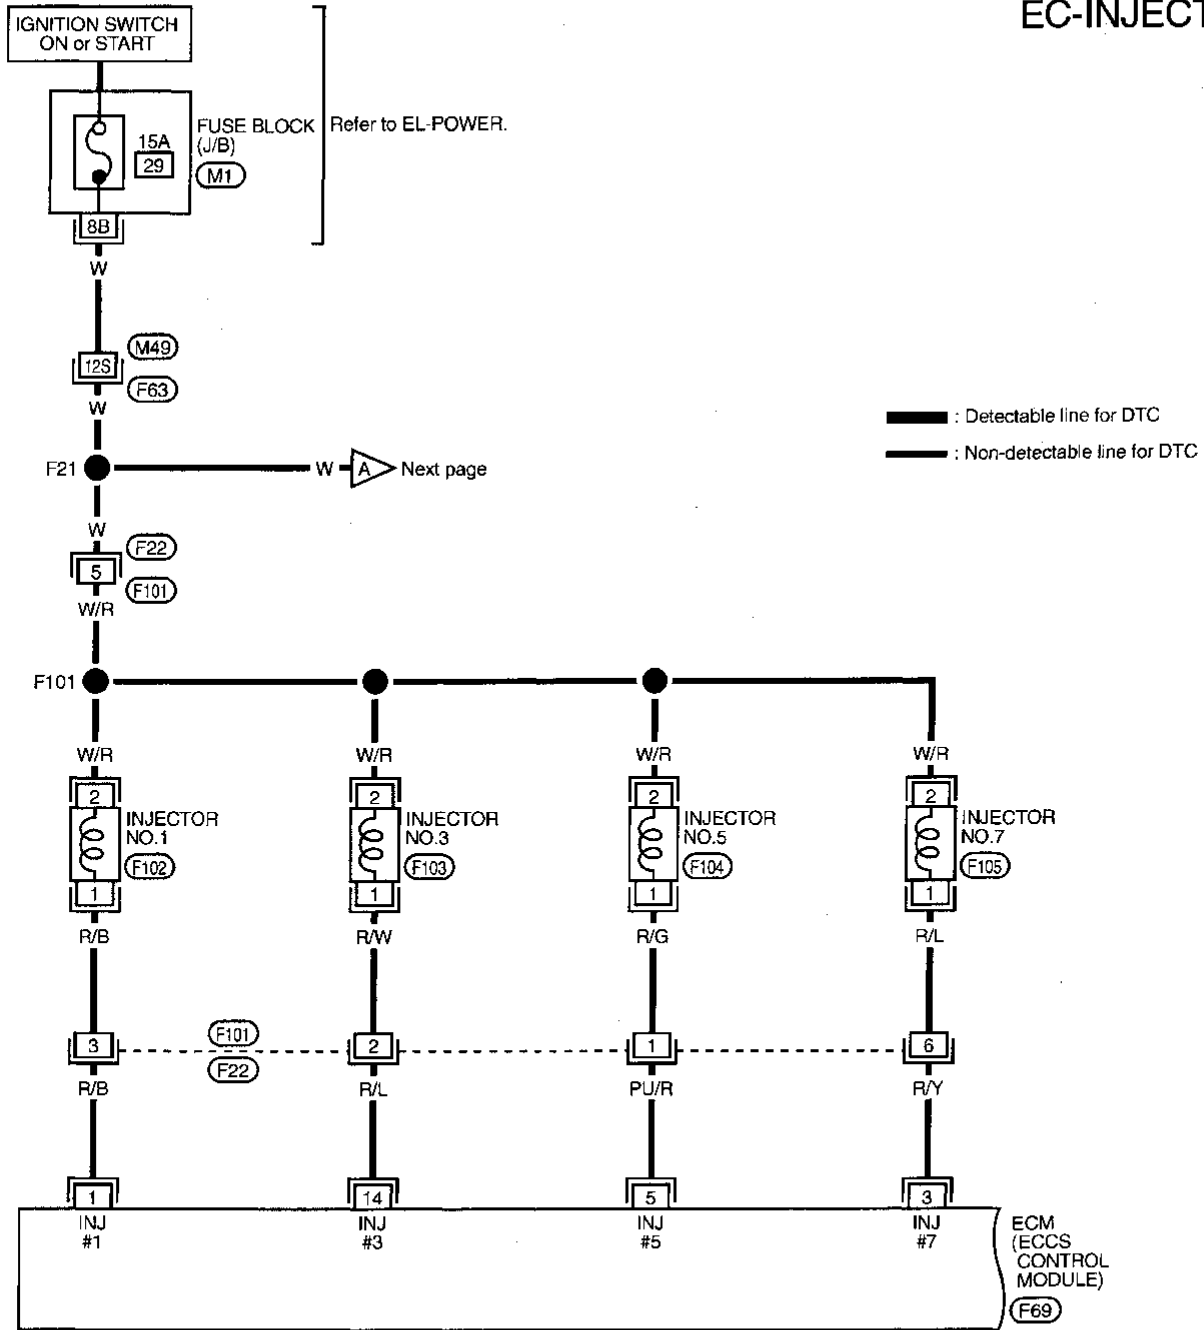 EC-INJECT
IGNITION SWITCH
ON or START
FUSE BLOCK
(J/B)
M1
15A
29
Refer to EL-POWER.
8B
W
M49
12S
F63
W
: Detectable line for DTC
: Non-detectable line for DTC
F21
W
A
Next page
W
F22
5
F101
W/R
F101
W/R W/R W/R W/R
2 2 2 2
INJECTOR
NO.1
F102
INJECTOR
NO.3
F103
INJECTOR
NO.5
F104
INJECTOR
NO.7
F105
1 1 1 1
R/B R/W R/G R/L
F101
3 2 1 6
F22
R/B R/L PU/R R/Y
1 14 5 3
INJ
#1
INJ
#3
INJ
#5
INJ
#7
ECM
(ECCS
CONTROL
MODULE)
F69